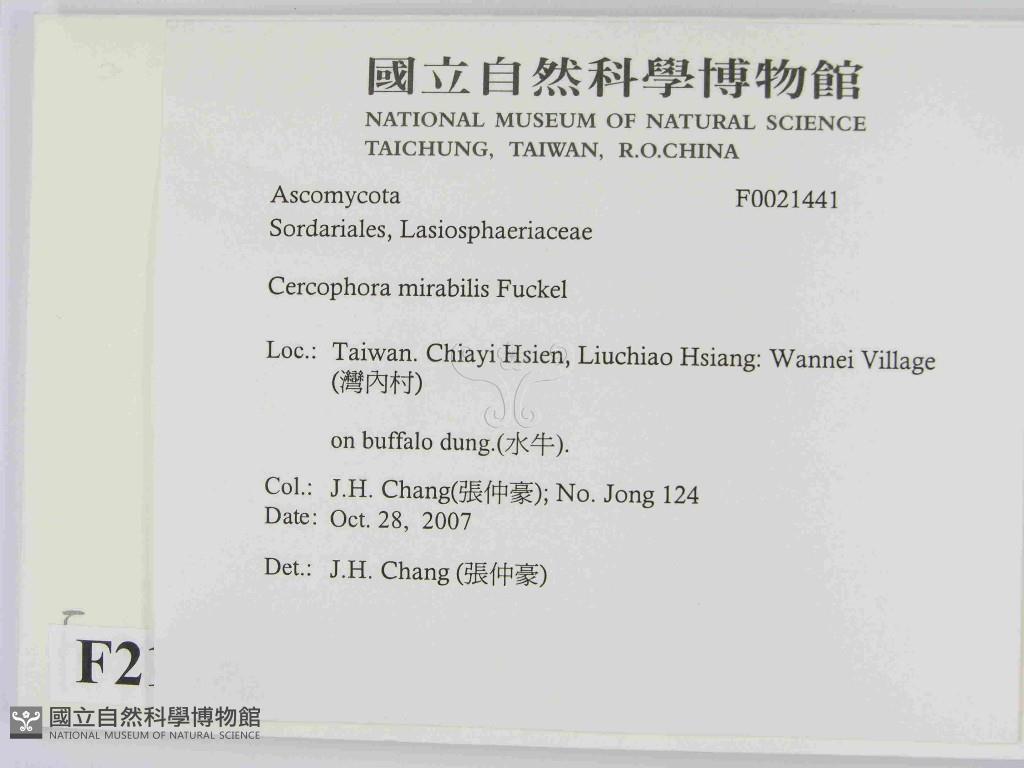 國立自然科學博物館
NATIONAL MUSEUM OF NATURAL SCIENCE
TAICHUNG, TAIWAN, R.O.CHINA
Ascomycota F0021441
Sordariales, Lasiosphaeriaceae
Cercophora mirabilis Fuckel
Loc.: Taiwan. Chiayi Hsien, Liuchiao Hsiang: Wannei Village
(灣內村)
on buffalo dung.(水牛).
Col.: J.H. Chang(張仲豪); No. Jong 124
Date: Oct. 28, 2007
Det.: J.H. Chang (張仲豪)
F21
國立自然科學博物館
NATIONAL MUSEUM OF NATURAL SCIENCE